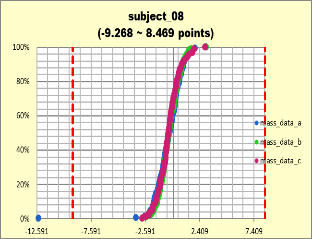 subject_08
(-9.268 ~ 8.469 points)
100%
80%
60%
40%
20%
0%
-12.591
-7.591
-2.591
2.409
7.409
mass_data_a
mass_data_b
mass_data_c